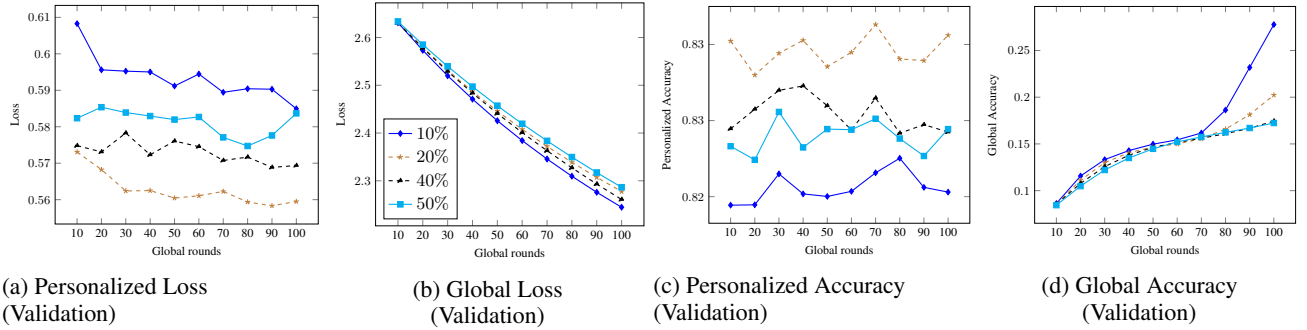 0.61
0.6
0.59
0.58
0.57
0.56
Loss
10 20 30 40 50 60 70 80 90 100
Global rounds
(a) Personalized Loss
(Validation)
2.6
2.5
2.4
2.3
Loss
10%
20%
40%
50%
10 20 30 40 50 60 70 80 90 100
Global rounds
(b) Global Loss
(Validation)
0.83
0.83
0.82
Personalized Accuracy
10 20 30 40 50 60 70 80 90 100
Global rounds
(c) Personalized Accuracy
(Validation)
0.25
0.2
0.15
0.1
Global Accuracy
10 20 30 40 50 60 70 80 90 100
Global rounds
(d) Global Accuracy
(Validation)